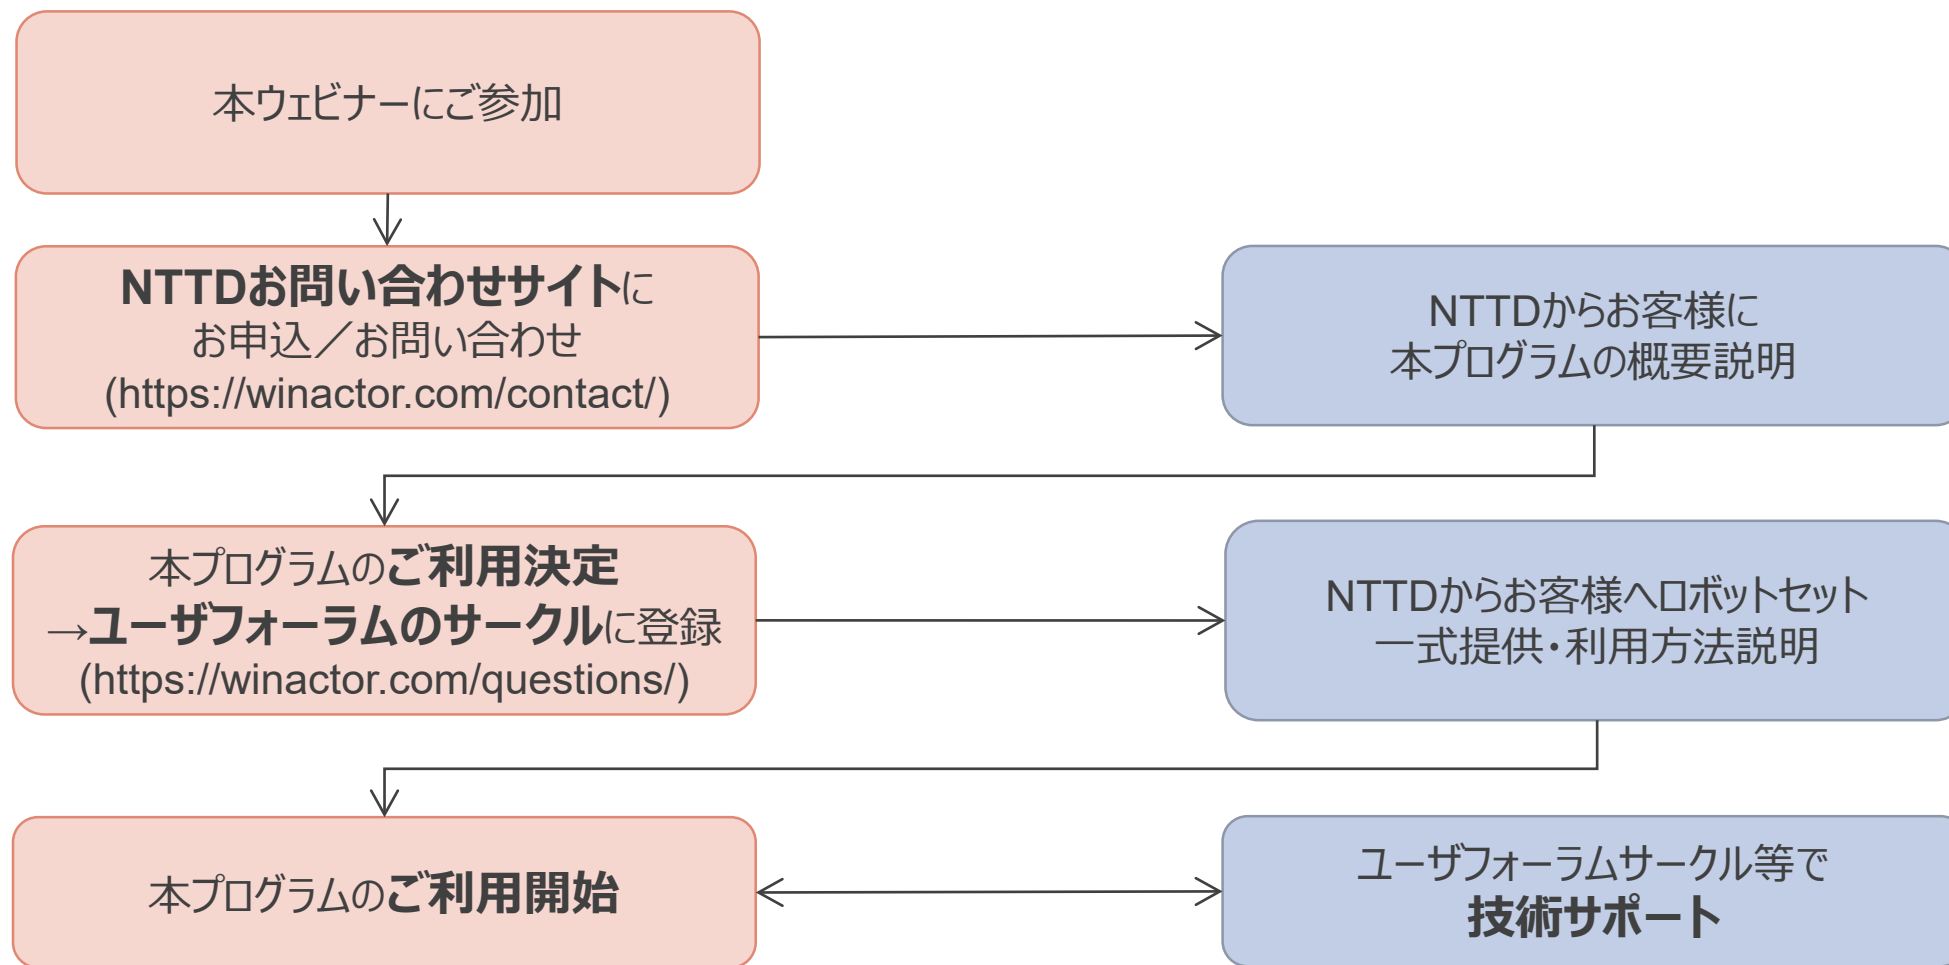 本ウェビナーにご参加
NTTDお問い合わせサイトに
お申込／お問い合わせ
(https://winactor.com/contact/)
NTTDからお客様に
本プログラムの概要説明
本プログラムのご利用決定
→ユーザフォーラムのサークルに登録
(https://winactor.com/questions/)
NTTDからお客様へロボットセット
一式提供・利用方法説明
本プログラムのご利用開始
ユーザフォーラムサークル等で
技術サポート